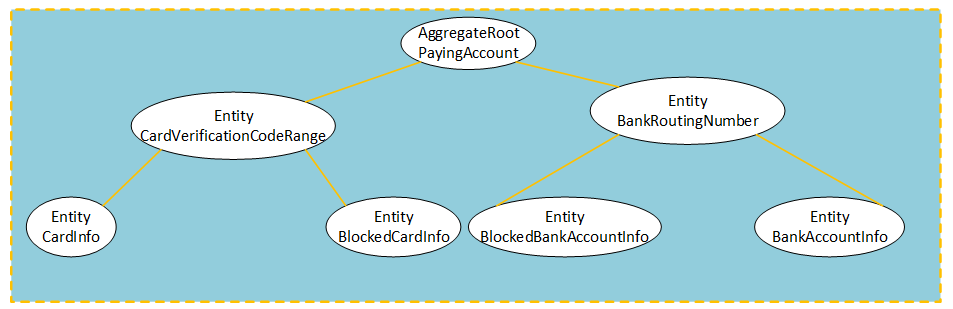 AggregateRoot
PayingAccount
Entity
CardVerificationCodeRange
Entity
BankRoutingNumber
Entity
CardInfo
Entity
BlockedCardInfo
Entity
BlockedBankAccountInfo
Entity
BankAccountInfo